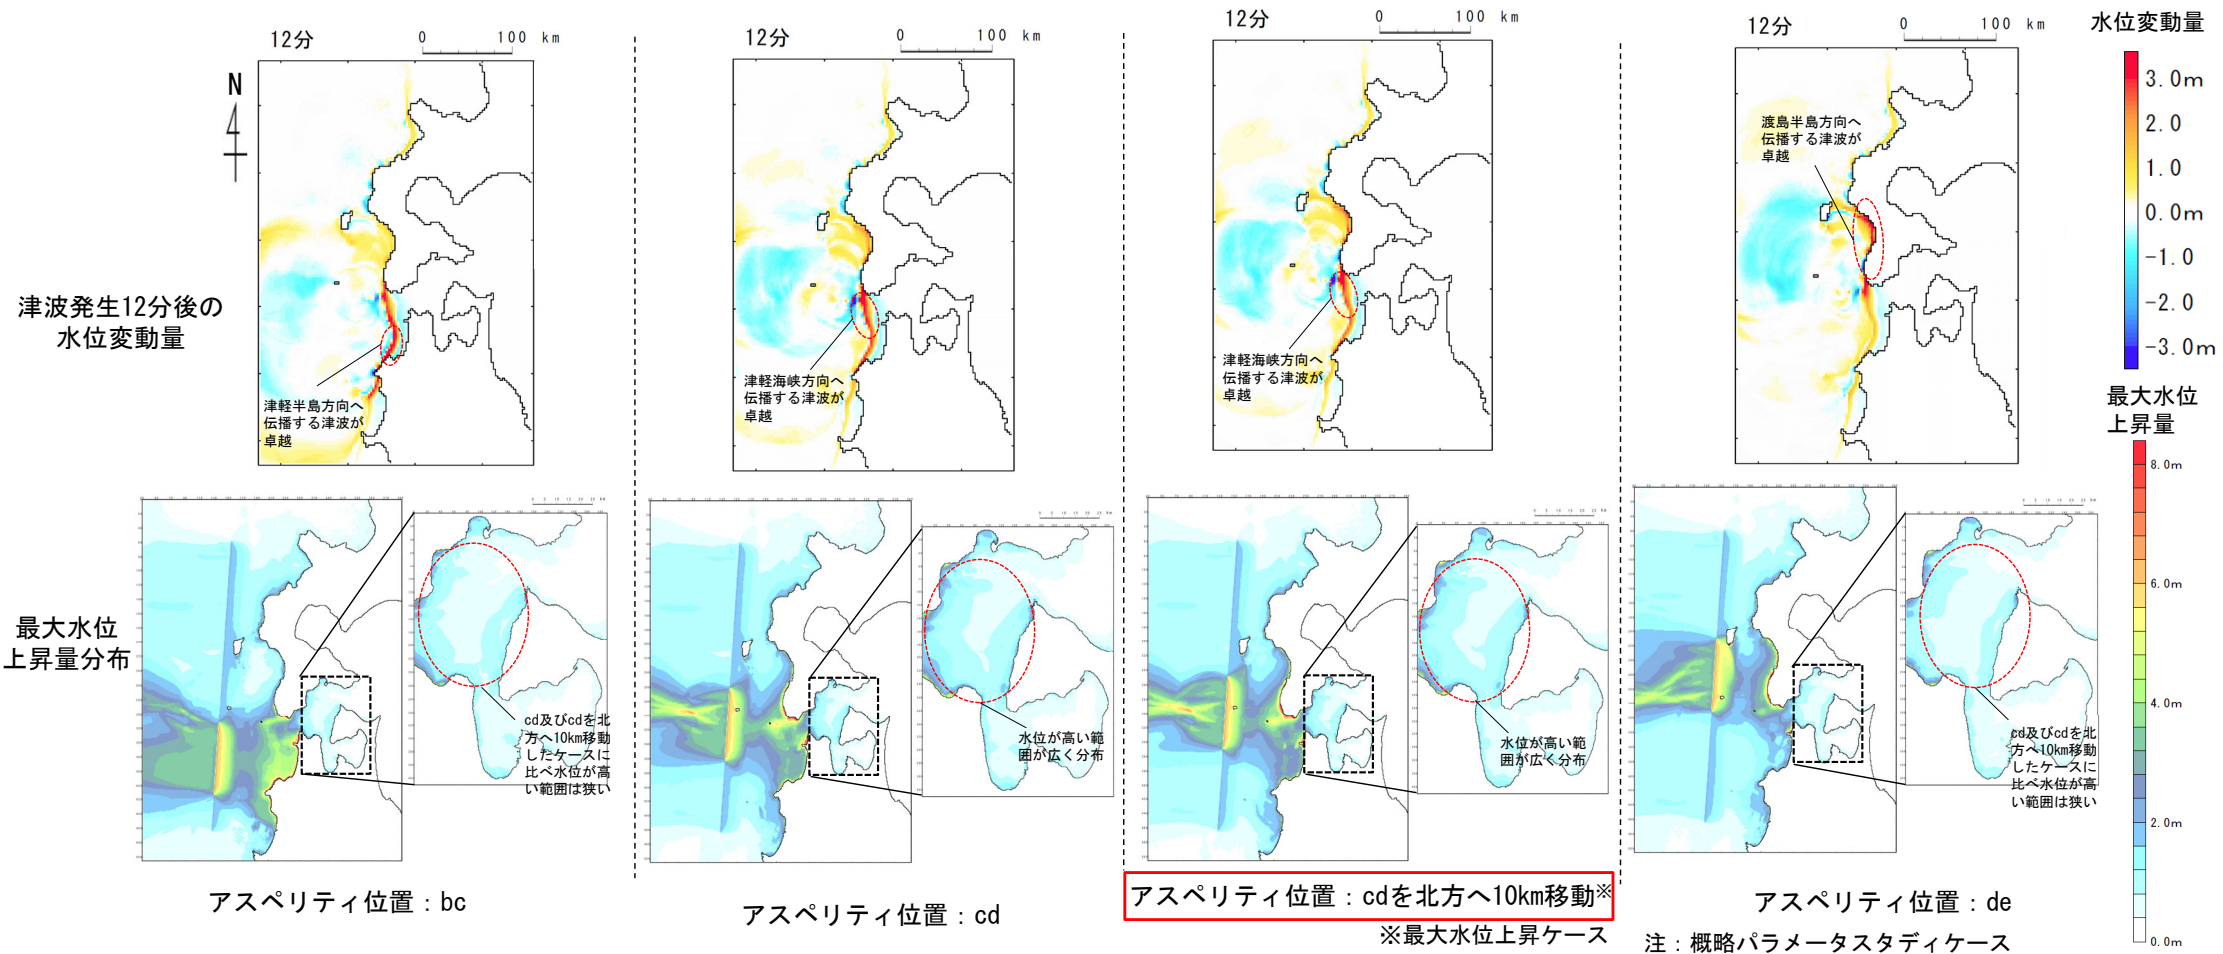 12分
0 100 km
N
津軽半島方向へ
伝播する津波が
卓越
12分
0 100 km
津軽海峡方向へ
伝播する津波が
卓越
12分
0 100 km
津軽海峡方向へ
伝播する津波が
卓越
12分
0 100 km
渡島半島方向へ
伝播する津波が
卓越
水位変動量
3.0m
2.0
1.0
0.0m
-1.0
-2.0
-3.0m
津波発生12分後の
水位変動量
最大水位
上昇量
8.0m
6.0m
4.0m
2.0m
0.0m
最大水位
上昇量分布
cd及びcdを北
方へ10km移動
したケースに
比べ水位が高
い範囲は狭い
水位が高い範
囲が広く分布
水位が高い範
囲が広く分布
cd及びcdを北
方へ10km移動
したケースに
比べ水位が高
い範囲は狭い
アスペリティ位置：bc
アスペリティ位置：cd
アスペリティ位置：cdを北方へ10km移動※
※最大水位上昇ケース
アスペリティ位置：de
注：概略パラメータスタディケース